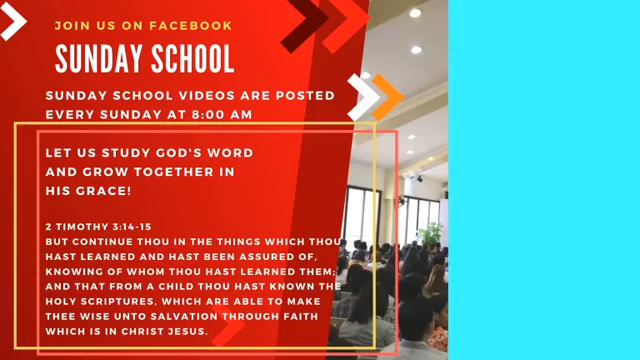 JOIN US ON FACEBOOK
SUNDAY SCHOOL
SUNDAY SCHOOL VIDEOS ARE POSTED
EVERY SUNDAY AT 8:00 AM
LET US STUDY GOD'S WORD
AND GROW TOGETHER IN
HIS GRACE!
2 TIMOTHY 3:14-15
BUT CONTINUE THOU IN THE THINGS WHICH THOU
HAST LEARNED AND HAST BEEN ASSURED OF,
KNOWING OF WHOM THOU HAST LEARNED THEM;
AND THAT FROM A CHILD THOU HAST KNOWN THE
HOLY SCRIPTURES, WHICH ARE ABLE TO MAKE
THEE WISE UNTO SALVATION THROUGH FAITH
WHICH IS IN CHRIST JESUS.